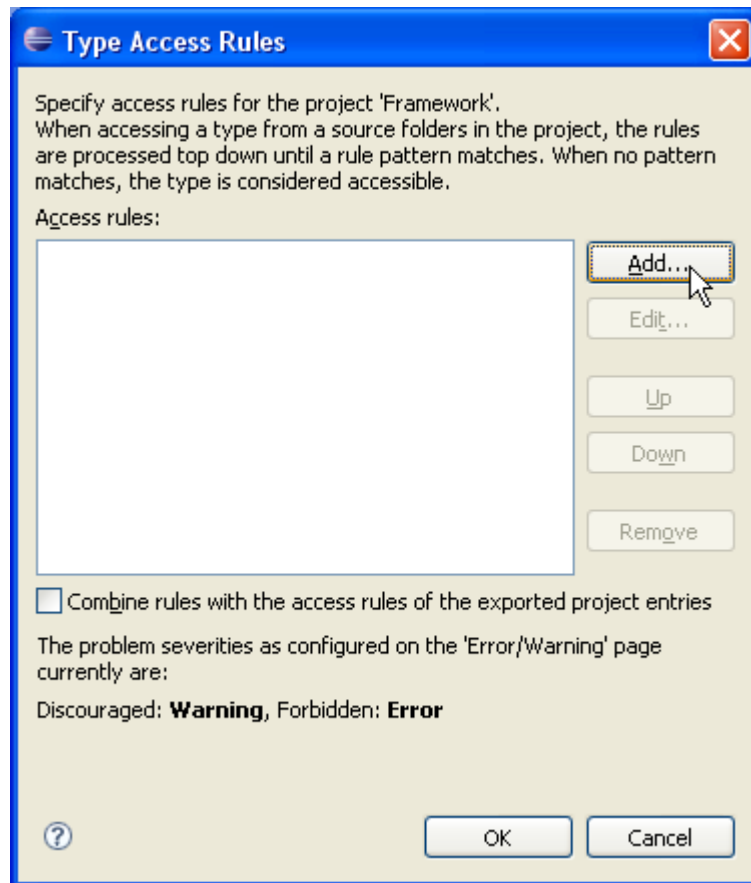 Type Access Rules
Specify access rules for the project 'Framework'.
When accessing a type from a source folders in the project, the rules
are processed top down until a rule pattern matches. When no pattern
matches, the type is considered accessible.
Access rules:
Add...
Edit...
Up
Down
Remove
Combine rules with the access rules of the exported project entries
The problem severities as configured on the 'Error/Warning' page
currently are:
Discouraged: Warning, Forbidden: Error
?
OK
Cancel